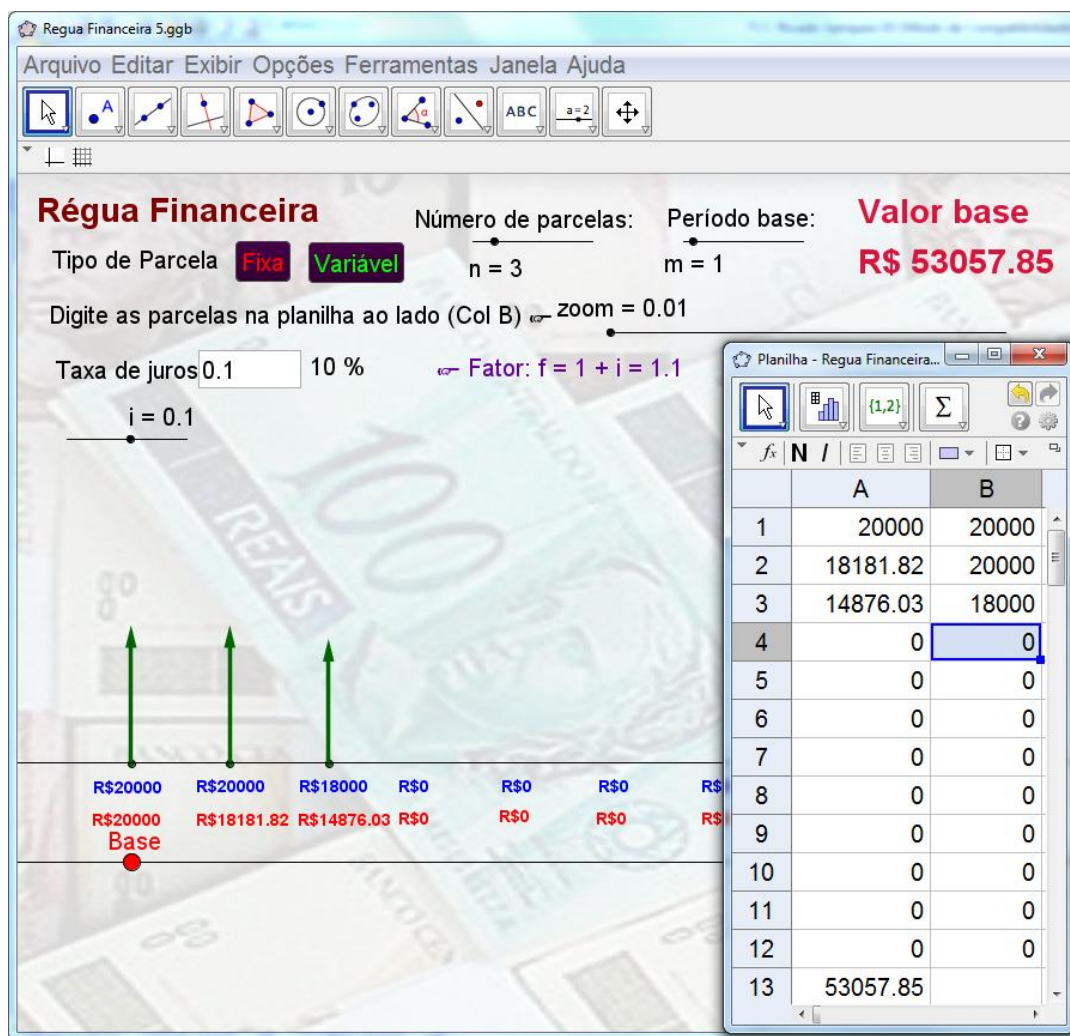 Regua Financeira 5.ggb
Arquivo Editar Exibir Opções Ferramentas Janela Ajuda
A
α
ABC
a=2
Régua Financeira
Número de parcelas:
Período base:
Valor base
Tipo de Parcela
Fixa
Variável
n = 3
m = 1
R$ 53057.85
Digite as parcelas na planilha ao lado (Col B)
zoom = 0.01
Taxa de juros
0.1
10 %
Fator: f = 1 + i = 1.1
i = 0.1
100
REAIS
R$20000 R$20000 R$18000 R$0 R$0 R$0 R$
R$20000 R$18181.82 R$14876.03 R$0 R$0 R$0 R$
Base
Planilha - Regua Financeira...
{1,2}
Σ
fx N I
A B
1 20000 20000
2 18181.82 20000
3 14876.03 18000
4 0 0
5 0 0
6 0 0
7 0 0
8 0 0
9 0 0
10 0 0
11 0 0
12 0 0
13 53057.85